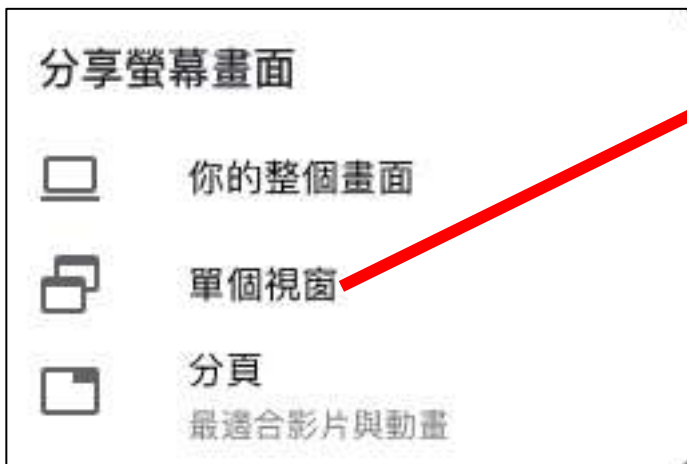 分享螢幕畫面
你的整個畫面
單個視窗
分頁
最適合影片與動畫